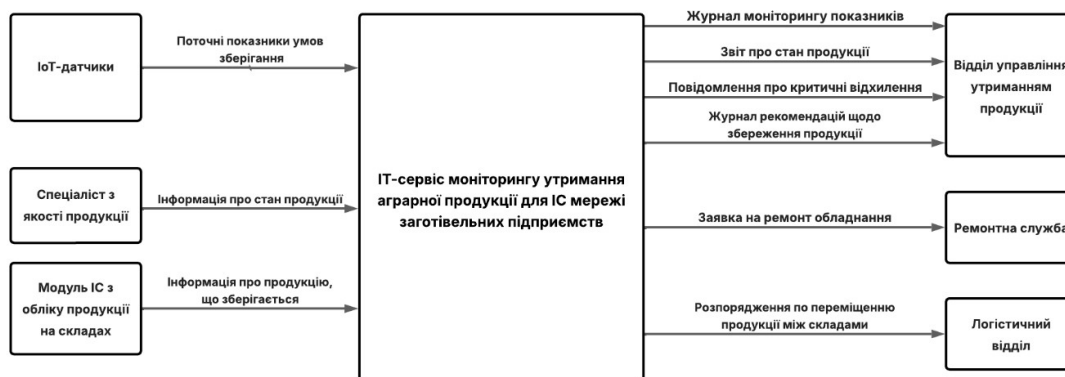 IoT-датчики
Поточні показники умов
зберігання
Спеціаліст з
якості продукції
Інформація про стан продукції
Модуль ІС з
обліку продукції
на складах
Інформація про продукцію,
що зберігається
ІТ-сервіс моніторингу утримання
аграрної продукції для ІС мережі
заготівельних підприємств
Журнал моніторингу показників
Звіт про стан продукції
Повідомлення про критичні відхилення
Журнал рекомендацій щодо
збереження продукції
Відділ управління
утриманням
продукції
Заявка на ремонт обладнання
Ремонтна служба
Розпорядження по переміщенню
продукції між складами
Логістичний
відділ